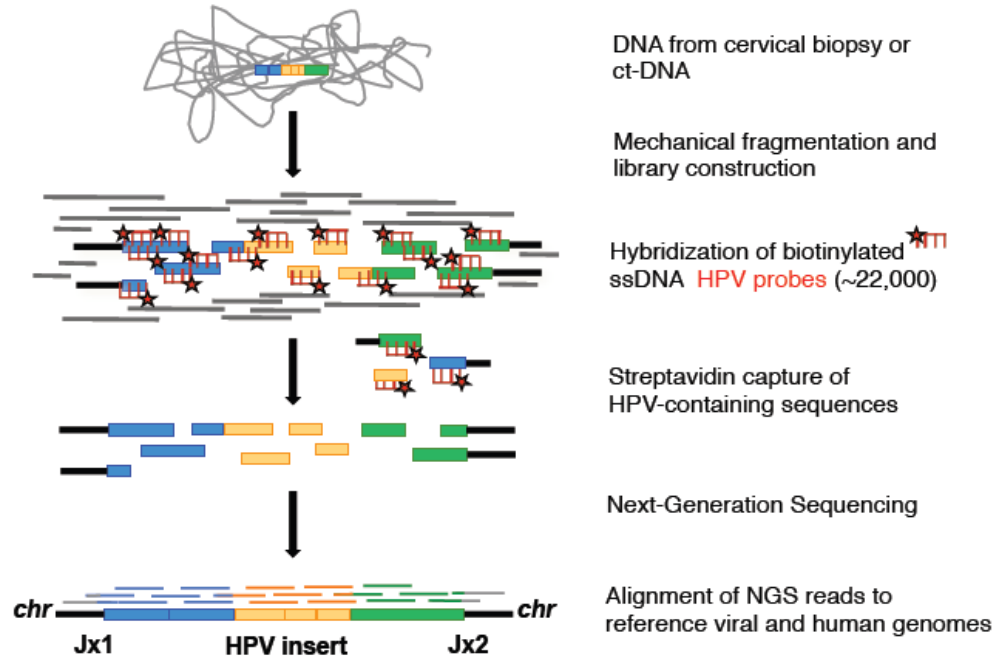 DNA from cervical biopsy or
ct-DNA
Mechanical fragmentation and
library construction
Hybridization of biotinylated
ssDNA HPV probes (~22,000)
Streptavidin capture of
HPV-containing sequences
Next-Generation Sequencing
Alignment of NGS reads to
reference viral and human genomes
chr chr
Jx1 HPV insert Jx2